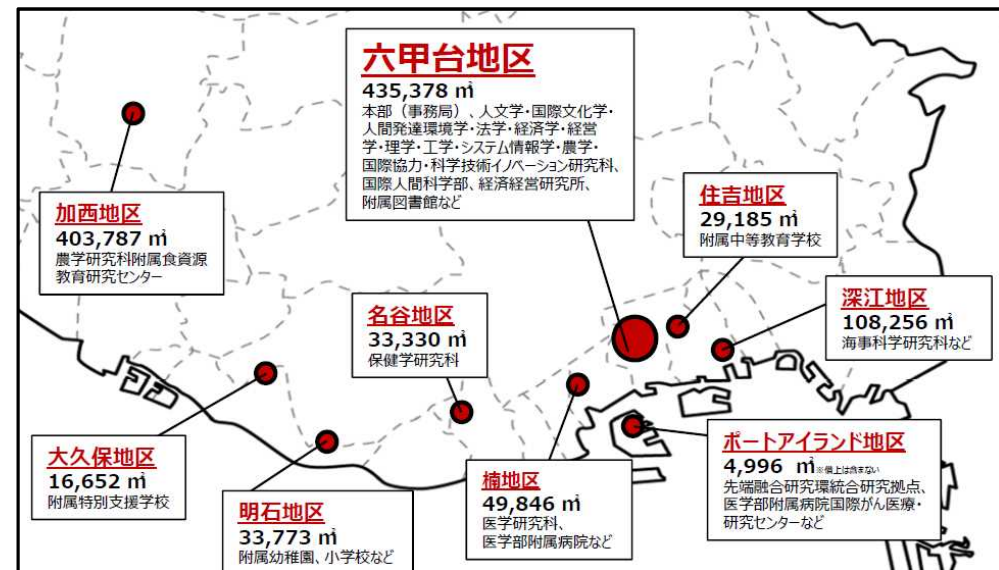 六甲台地区
435,378 ㎡
本部（事務局）、人文学・国際文化学・
人間発達環境学・法学・経済学・経営
学・理学・工学・システム情報学・農学・
国際協力・科学技術イノベーション研究科、
国際人間科学部、経済経営研究所、
附属図書館など
加西地区
403,787 ㎡
農学研究科附属食資源
教育研究センター
住吉地区
29,185 ㎡
附属中等教育学校
名谷地区
33,330 ㎡
保健学研究科
深江地区
108,256 ㎡
海事科学研究科など
大久保地区
16,652 ㎡
附属特別支援学校
明石地区
33,773 ㎡
附属幼稚園、小学校など
楠地区
49,846 ㎡
医学研究科、
医学部附属病院など
ポートアイランド地区
4,996 ㎡※借上は含まない
先端融合研究環統合研究拠点、
医学部附属病院国際がん医療・
研究センターなど